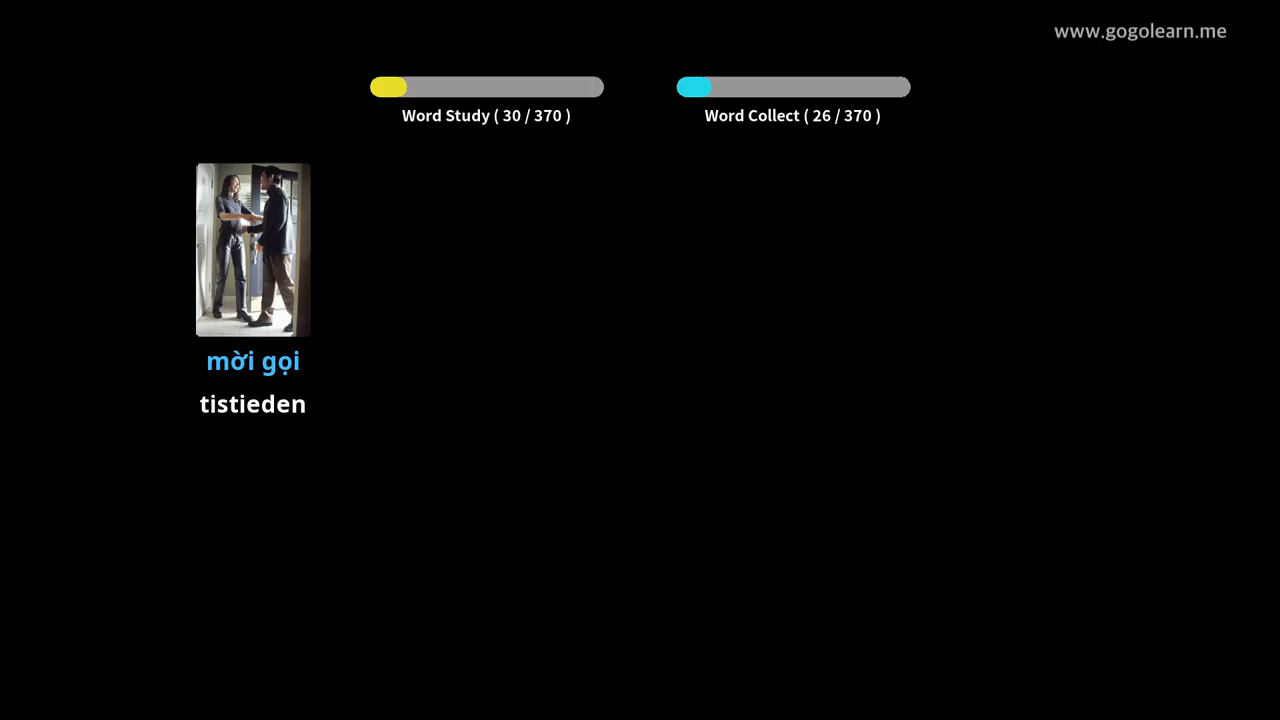 www.gogolearn.me
Word Study ( 30 / 370 )
Word Collect ( 26 / 370 )
mời gọi
tistieden